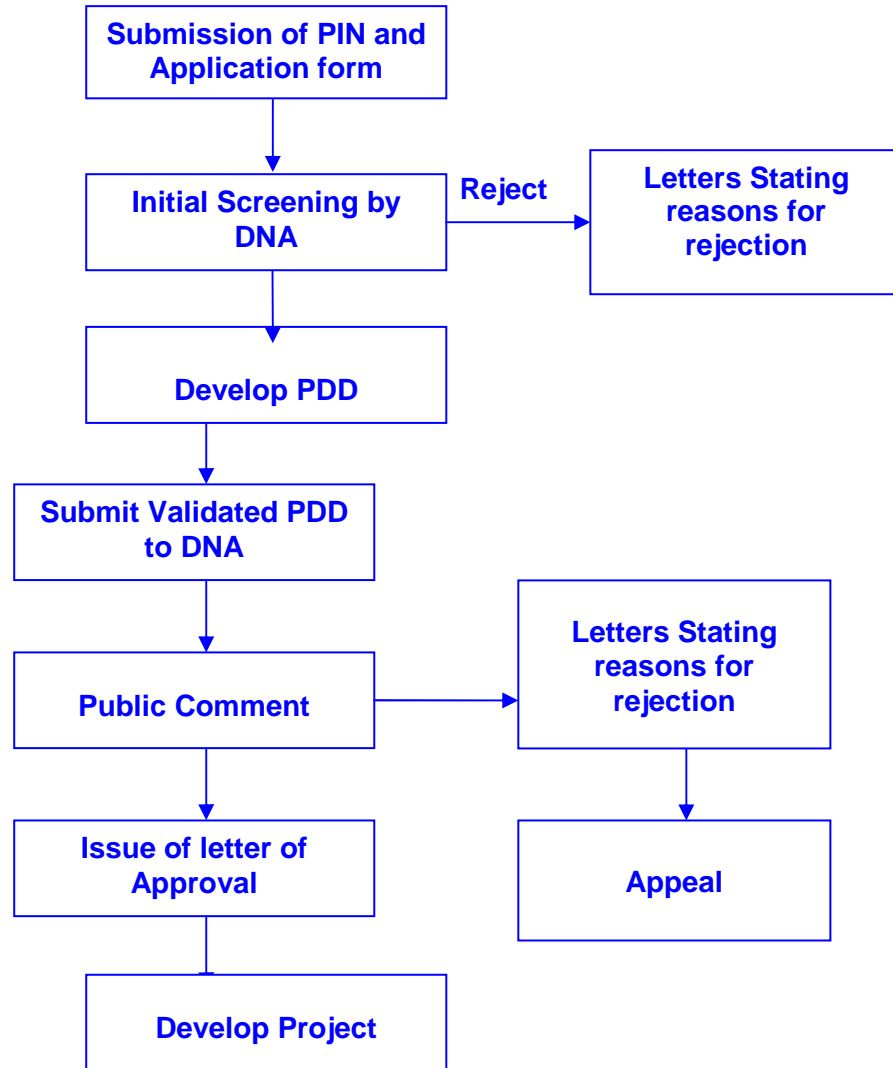 Submission of PIN and
Application form
Initial Screening by
DNA
Reject
Letters Stating
reasons for
rejection
Develop PDD
Submit Validated PDD
to DNA
Public Comment
Letters Stating
reasons for
rejection
Issue of letter of
Approval
Appeal
Develop Project